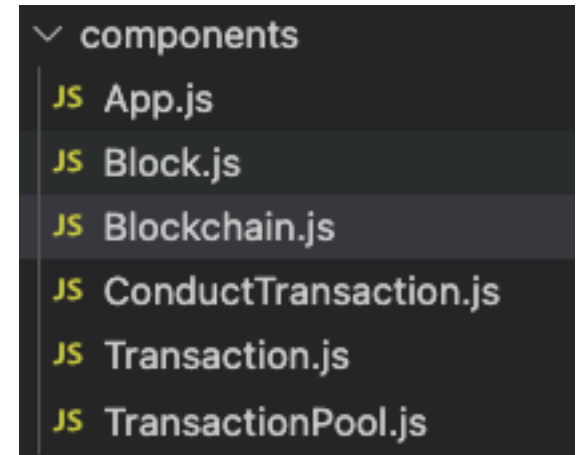 components
JS App.js
JS Block.js
JS Blockchain.js
JS ConductTransaction.js
JS Transaction.js
JS TransactionPool.js